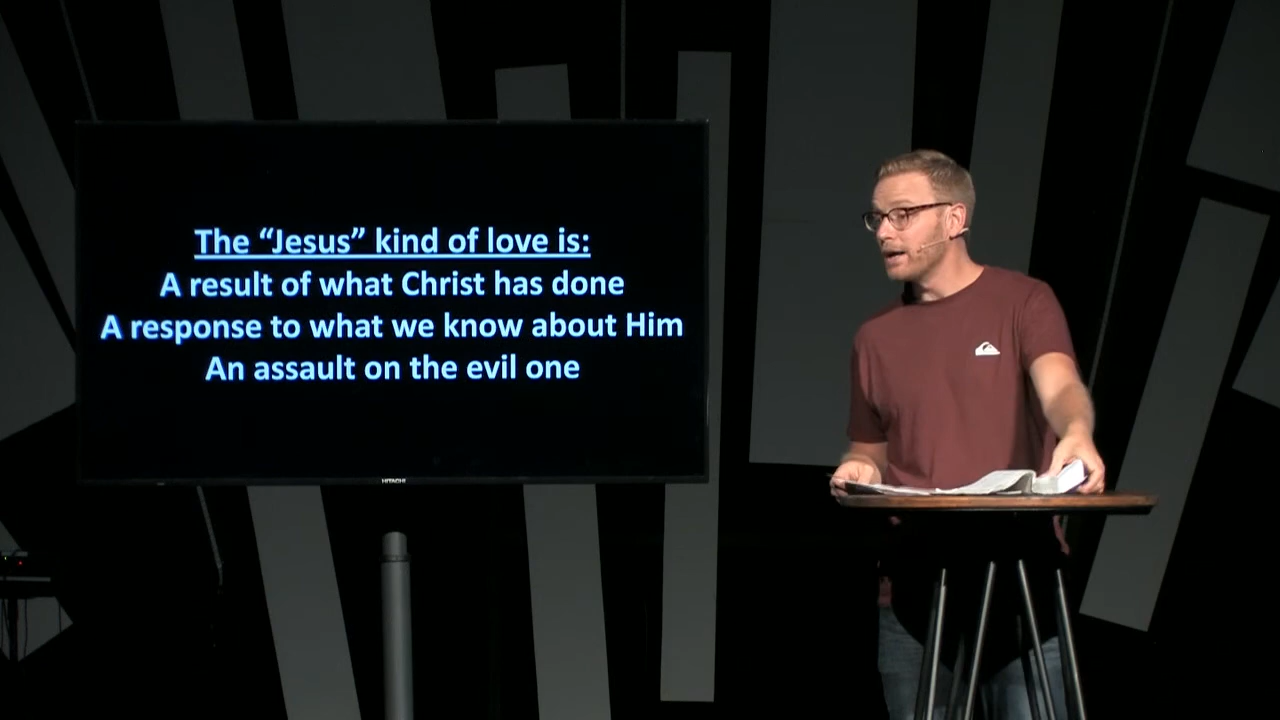 The “Jesus” kind of love is:
A result of what Christ has done
A response to what we know about Him
An assault on the evil one
HITACHI